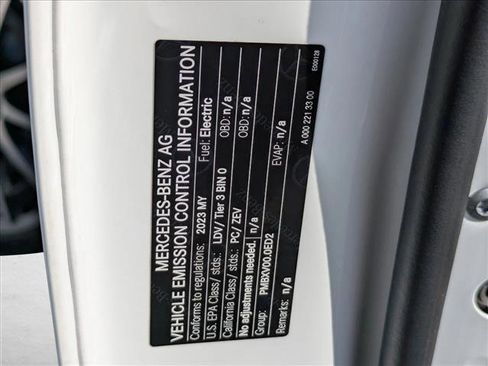 MERCEDES-BENZ AG
VEHICLE EMISSION CONTROL INFORMATION
Conforms to regulations: 2023 MY Fuel: Electric
U.S. EPA Class/ stds.: LDV/ Tier 3 BIN 0 OBD: n/a
California Class/ stds.: PC/ ZEV OBD: n/a
No adjustments needed. n/a
Group: PMBXV00.0ED2 EVAP: n/a
Remarks: n/a
A 000 221 33 00
E000128